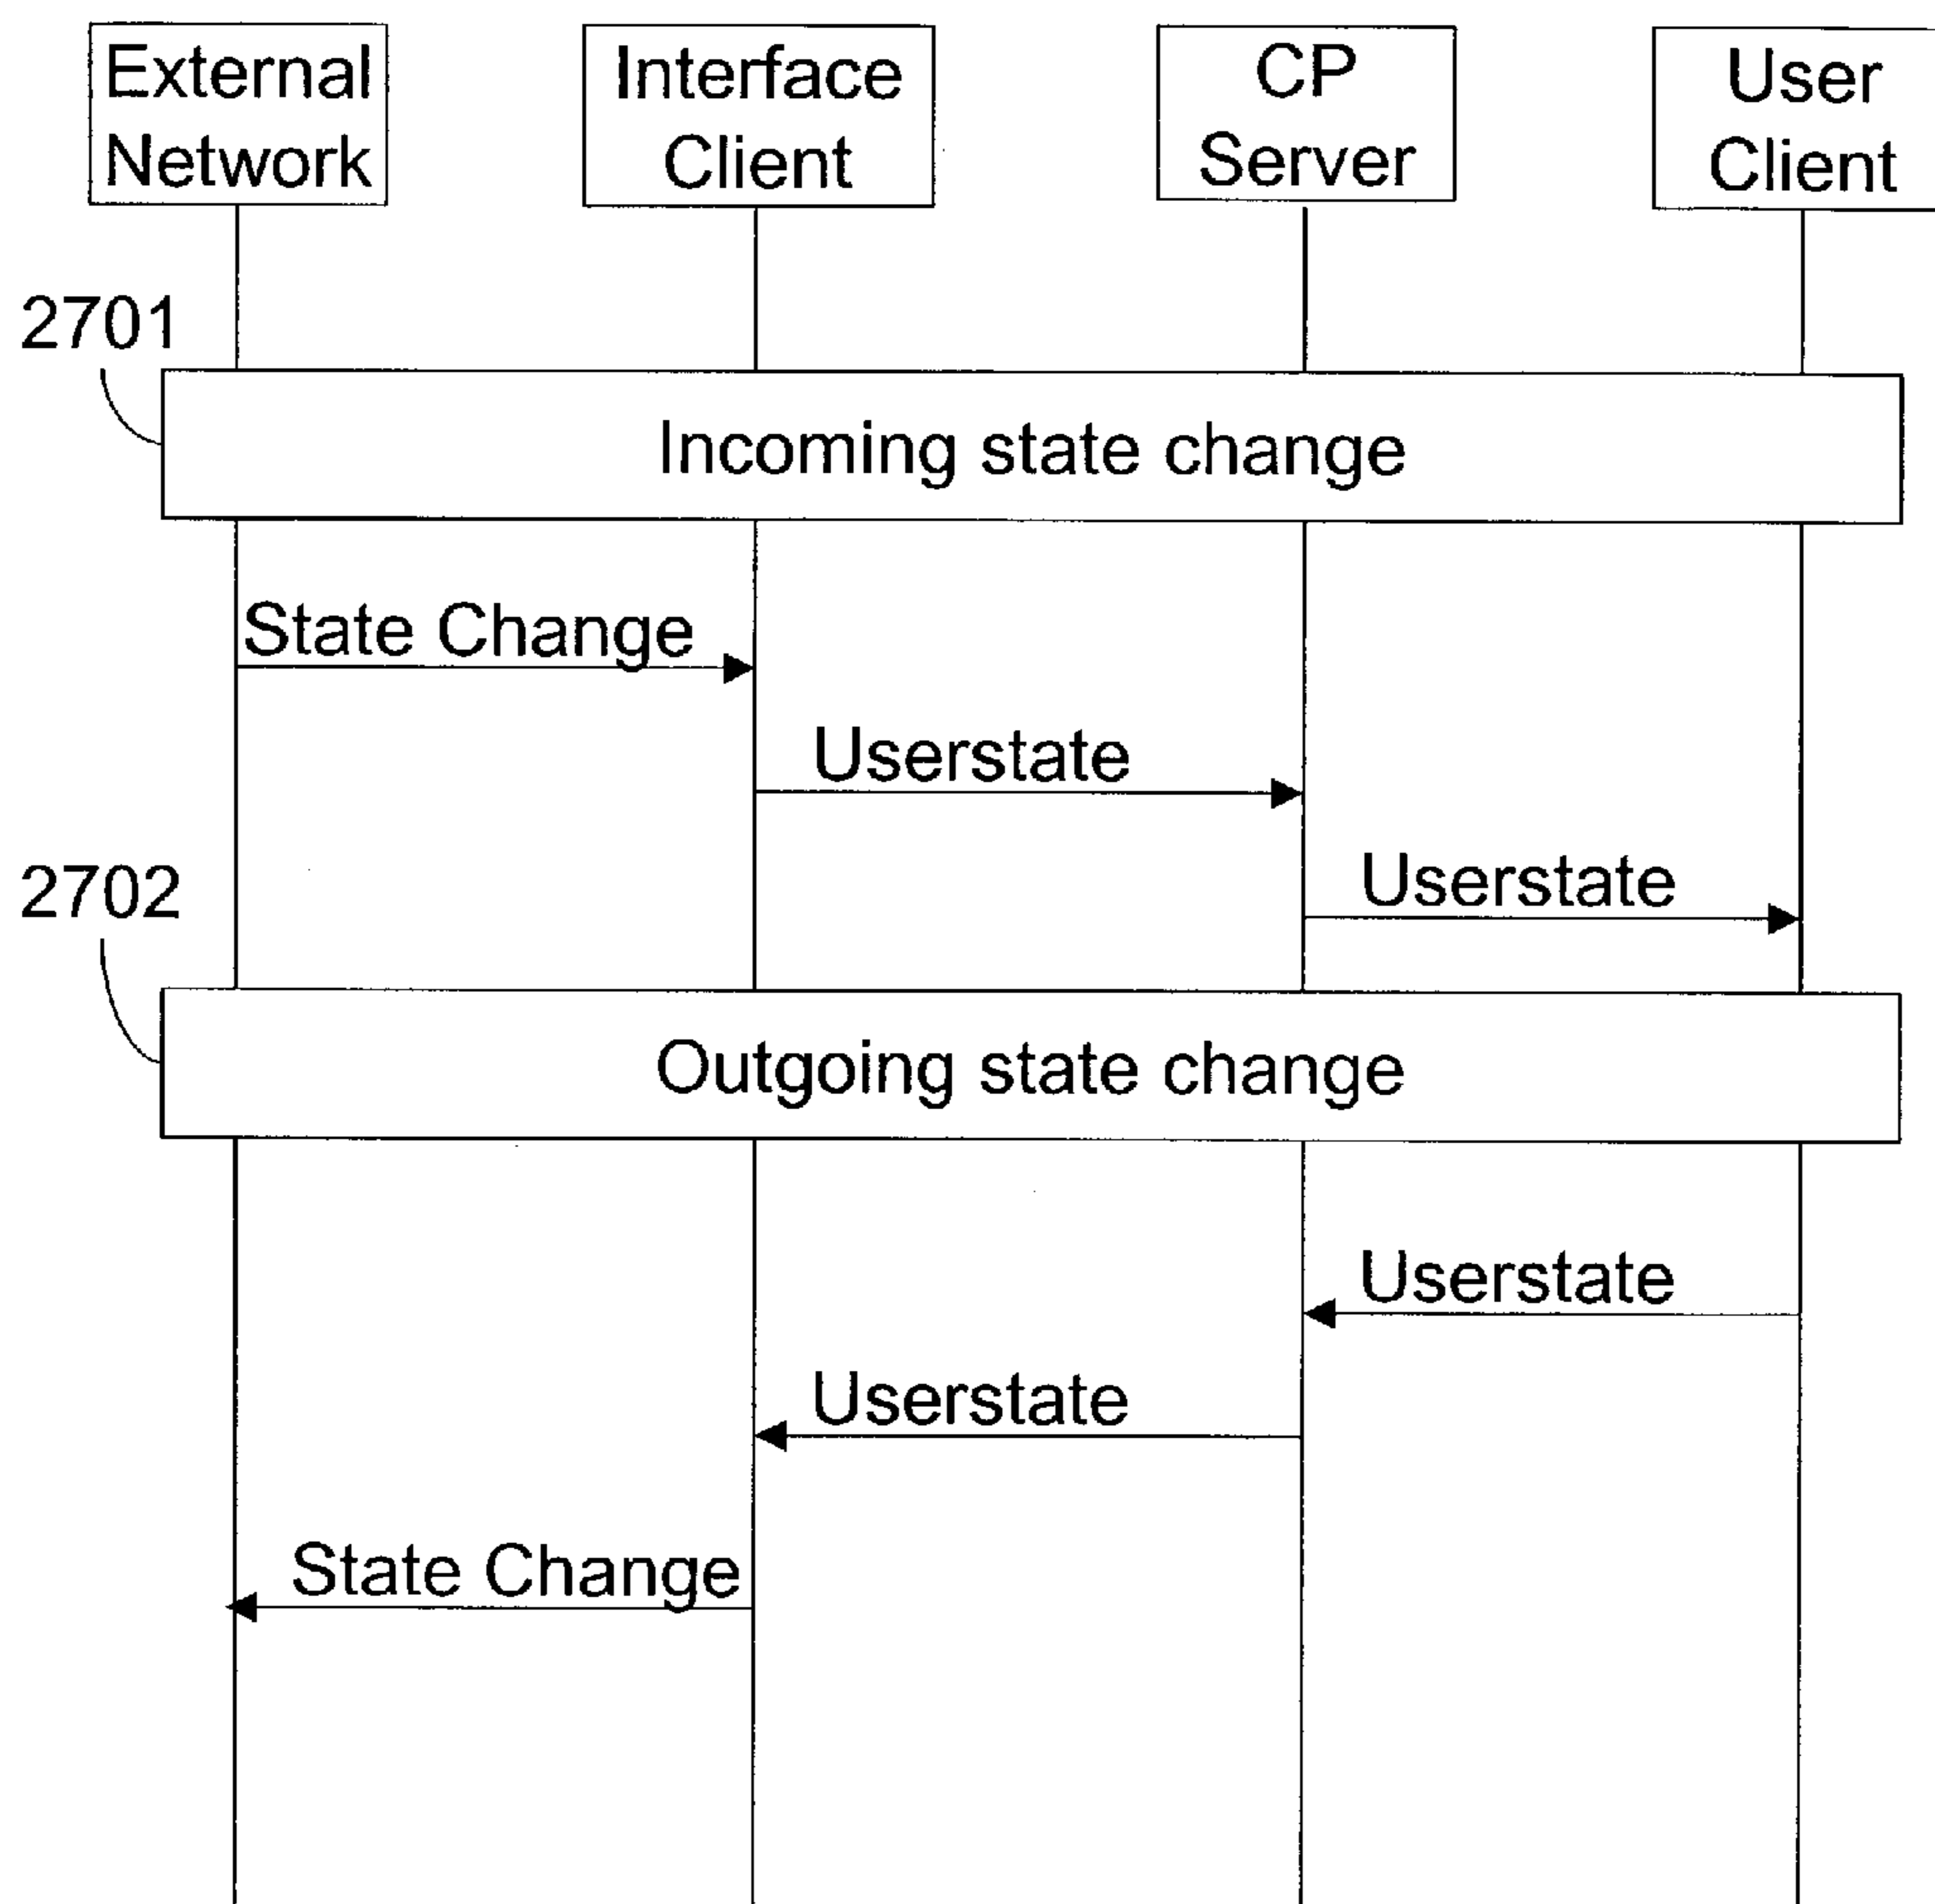 External
Network
Interface
Client
CP
Server
User
Client
2701
Incoming state change
State Change
Userstate
2702
Userstate
Outgoing state change
Userstate
Userstate
State Change